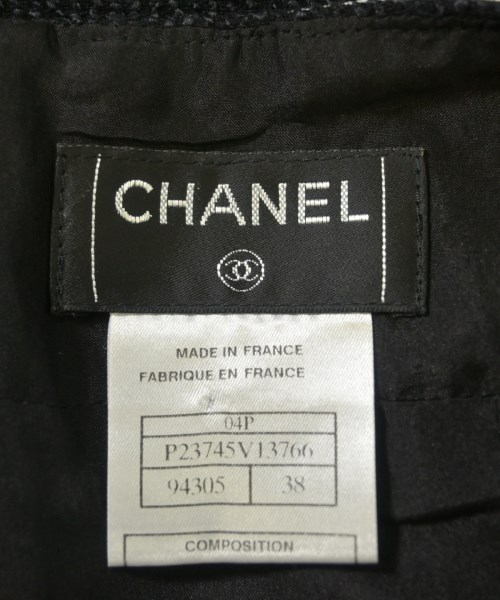 CHANEL
MADE IN FRANCE
FABRIQUE EN FRANCE
04P
P23745V13766
94305 38
COMPOSITION